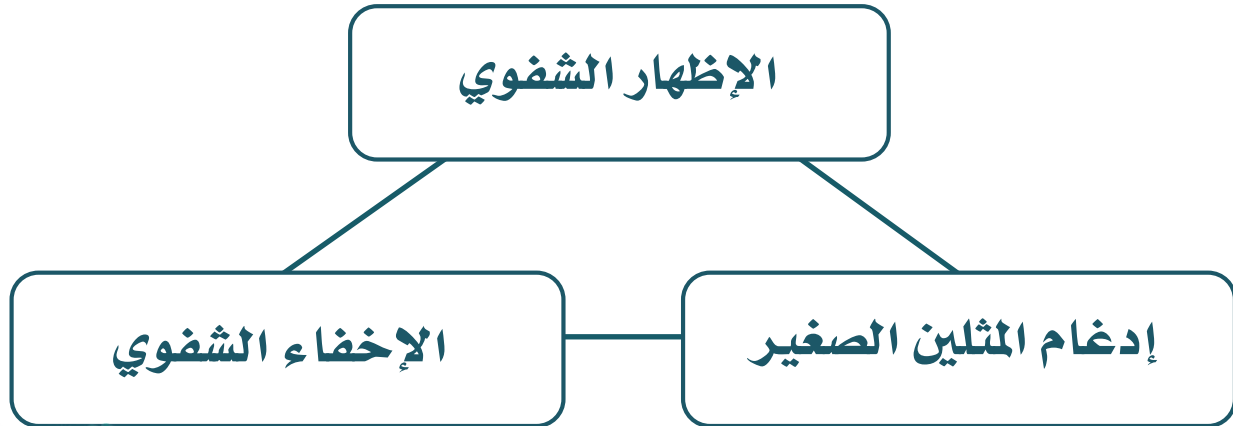 الإظهار الشفوي
إدغام المثلين الصغير
الإخفاء الشفوي